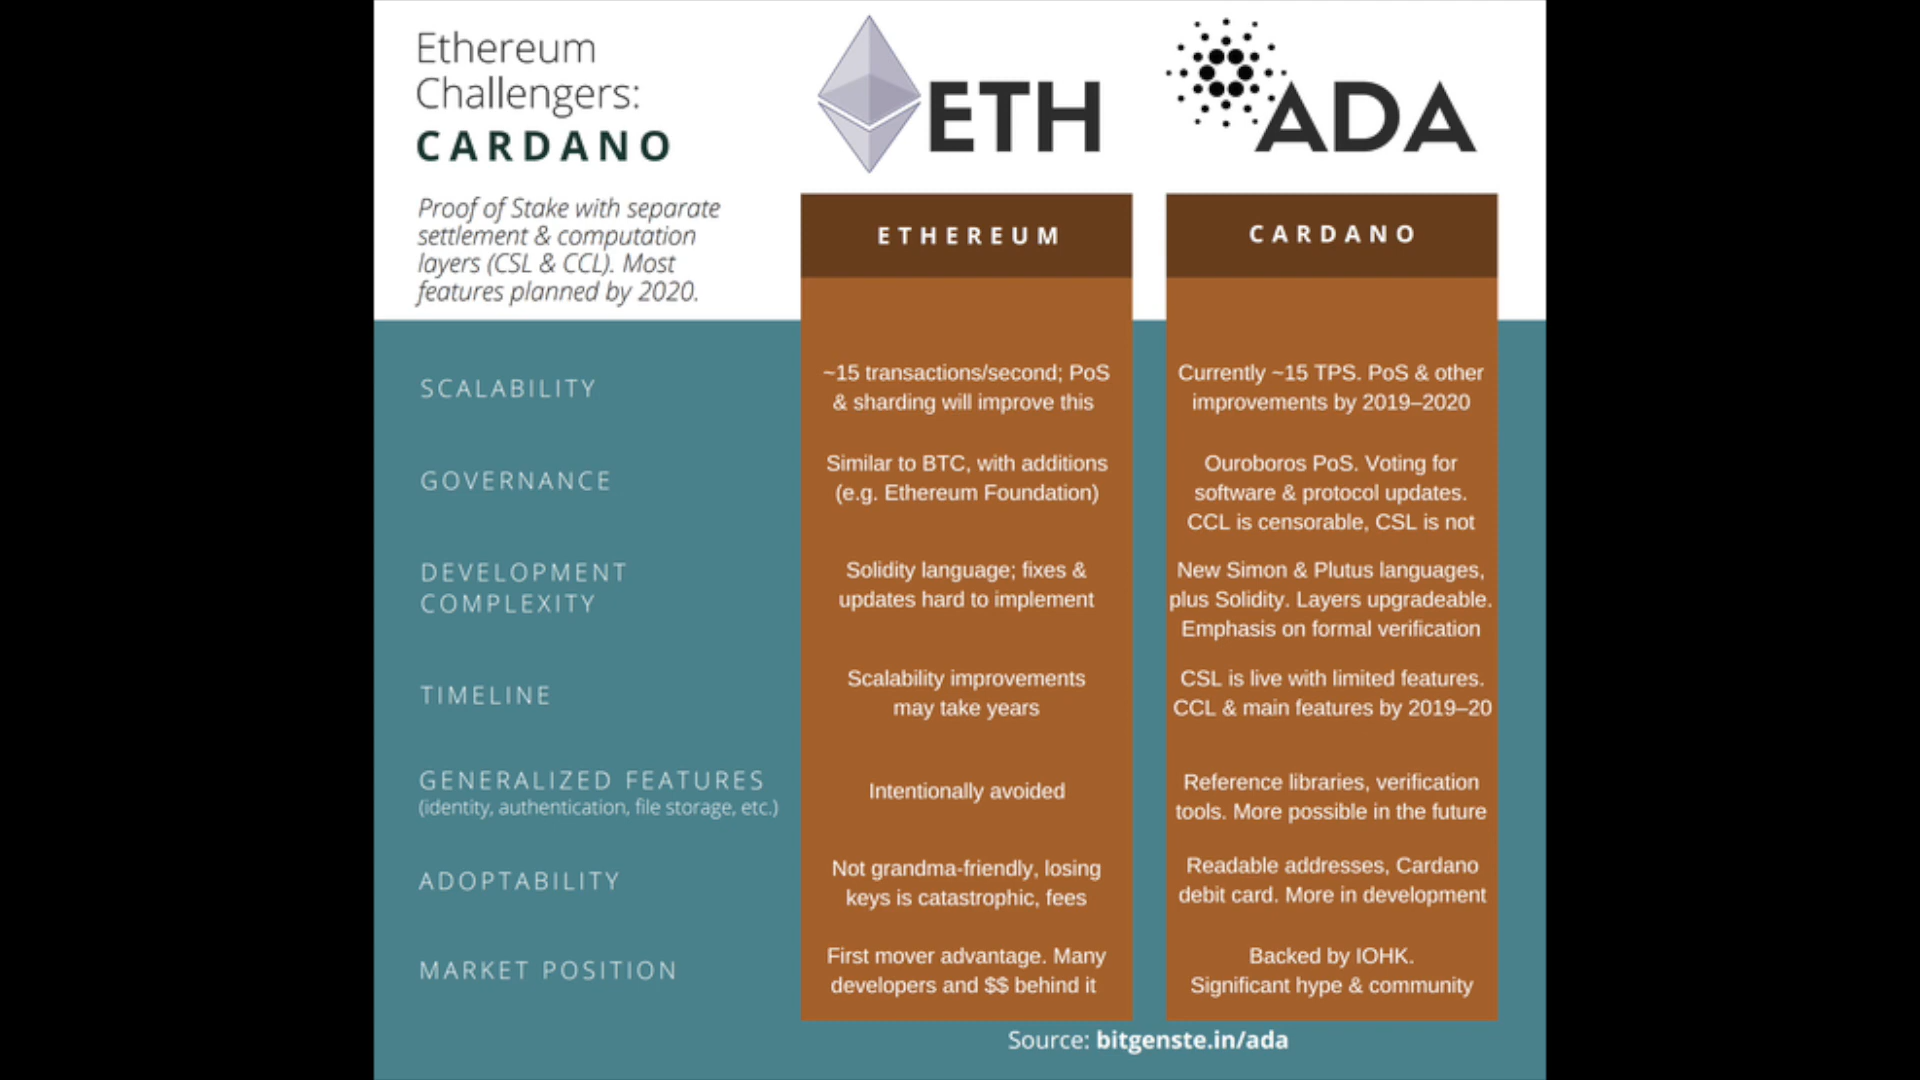 Ethereum
Challengers:
CARDANO
Proof of Stake with separate
settlement & computation
layers (CSL & CCL). Most
features planned by 2020.
ETH
ADA
ETHEREUM
CARDANO
SCALABILITY
~15 transactions/second; PoS
& sharding will improve this
Currently ~15 TPS. PoS & other
improvements by 2019–2020
GOVERNANCE
Similar to BTC, with additions
(e.g. Ethereum Foundation)
Ouroboros PoS. Voting for
software & protocol updates.
CCL is censorable, CSL is not
DEVELOPMENT
COMPLEXITY
Solidity language; fixes &
updates hard to implement
New Simon & Plutus languages,
plus Solidity. Layers upgradeable.
Emphasis on formal verification
TIMELINE
Scalability improvements
may take years
CSL is live with limited features.
CCL & main features by 2019–20
GENERALIZED FEATURES
(identity, authentication, file storage, etc.)
Intentionally avoided
Reference libraries, verification
tools. More possible in the future
ADOPTABILITY
Not grandma-friendly, losing
keys is catastrophic, fees
Readable addresses, Cardano
debit card. More in development
MARKET POSITION
First mover advantage. Many
developers and $$ behind it
Backed by IOHK.
Significant hype & community
Source: bitgenste.in/ada